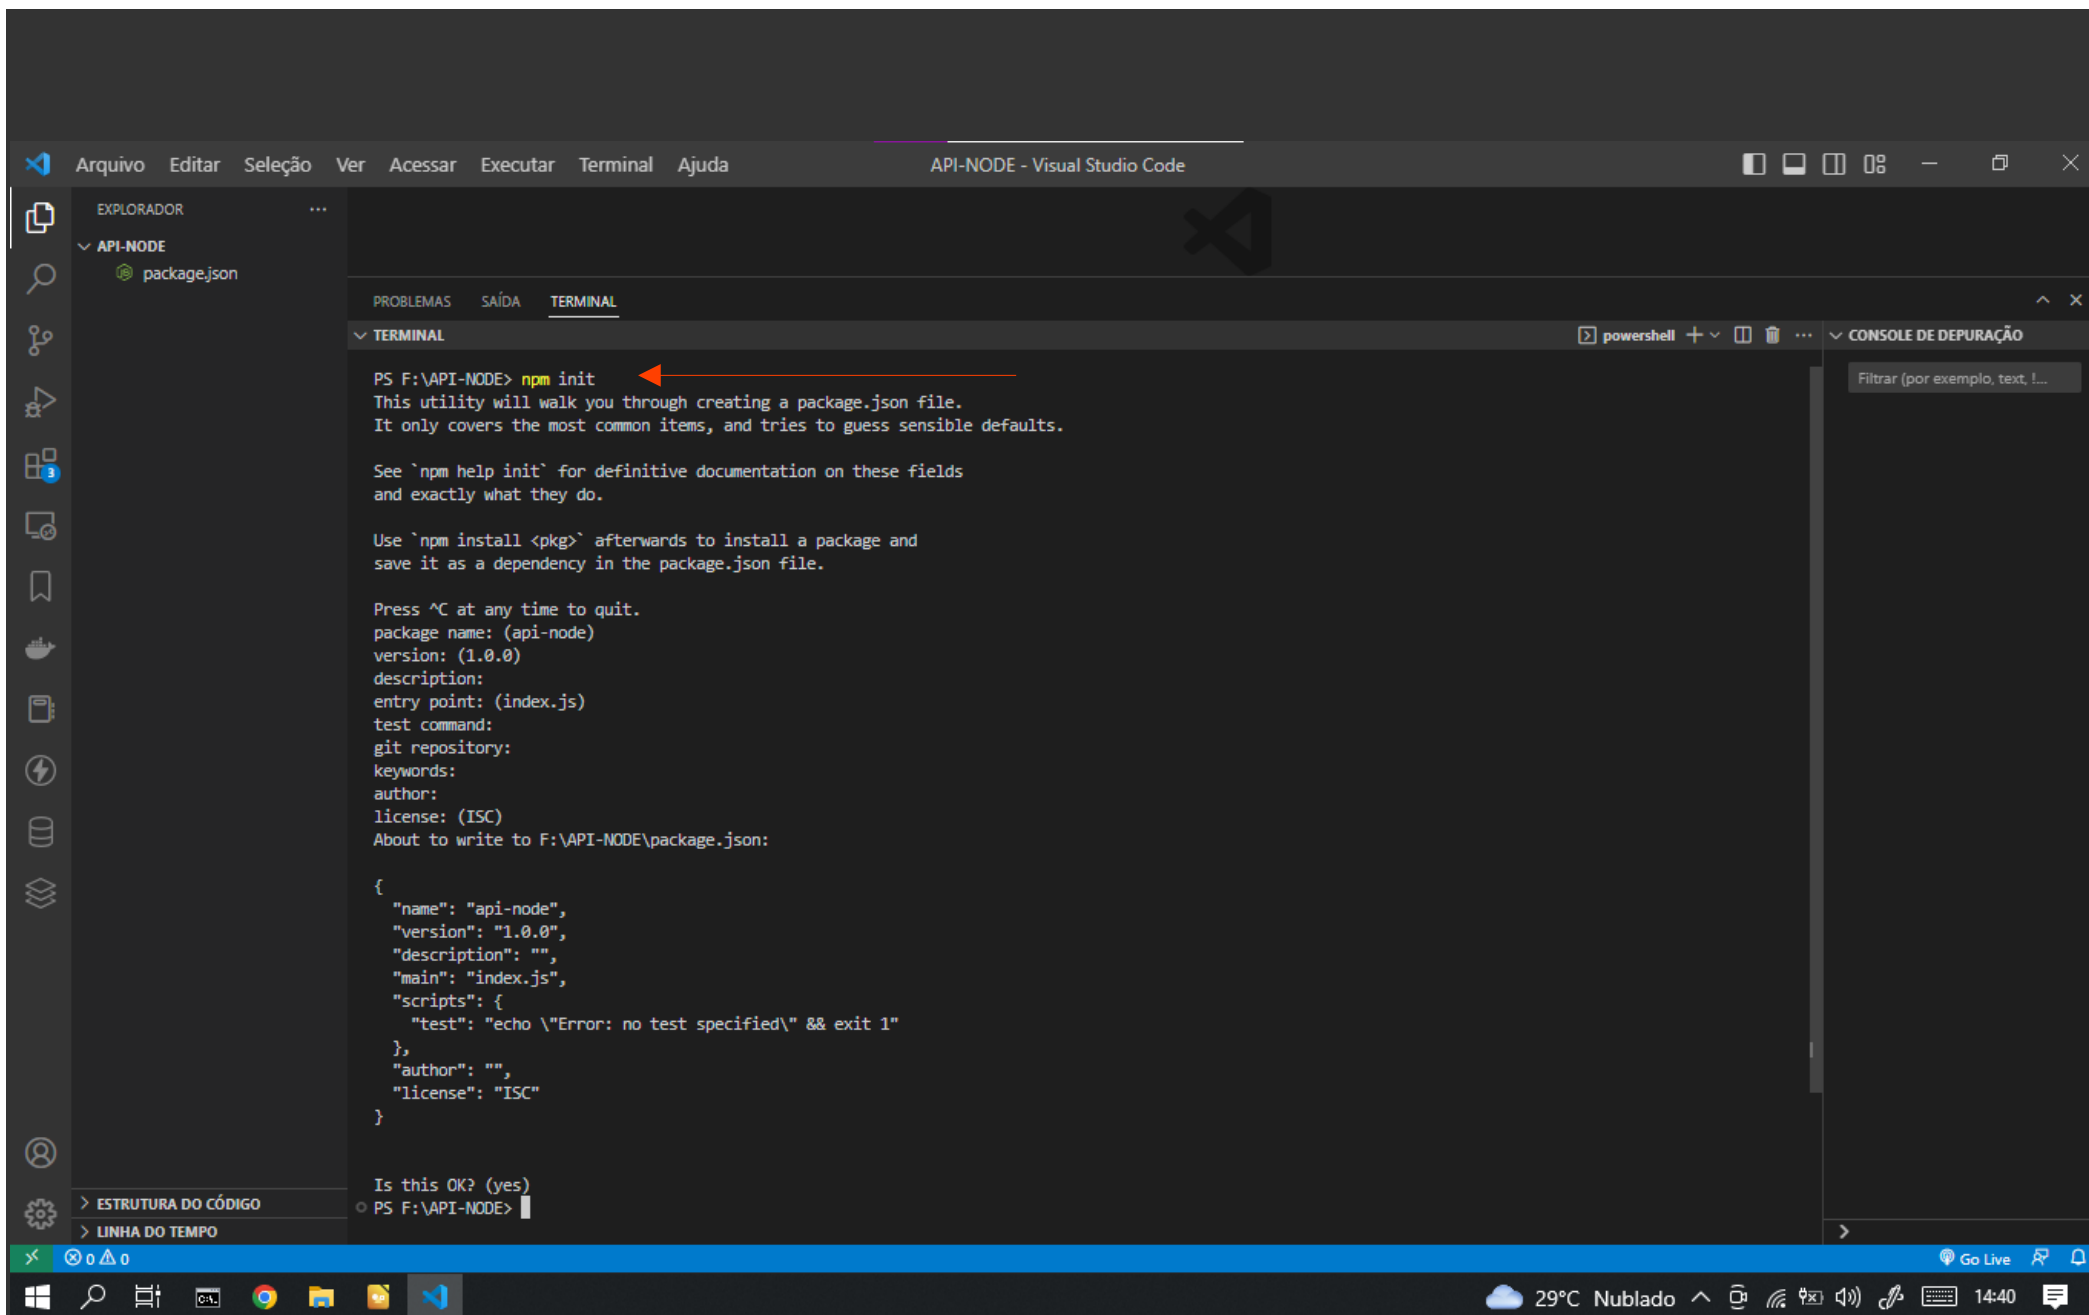 Arquivo Editar Seleção Ver Acessar Executar Terminal Ajuda API-NODE - Visual Studio Code
EXPLORADOR ...
API-NODE
package.json
PROBLEMAS SAÍDA TERMINAL
TERMINAL powershell ... CONSOLE DE DEPURAÇÃO
Filtrar (por exemplo, text, !...
PS F:\API-NODE> npm init
This utility will walk you through creating a package.json file.
It only covers the most common items, and tries to guess sensible defaults.
See `npm help init` for definitive documentation on these fields
and exactly what they do.
Use `npm install <pkg>` afterwards to install a package and
save it as a dependency in the package.json file.
Press ^C at any time to quit.
package name: (api-node)
version: (1.0.0)
description:
entry point: (index.js)
test command:
git repository:
keywords:
author:
license: (ISC)
About to write to F:\API-NODE\package.json:
{
  "name": "api-node",
  "version": "1.0.0",
  "description": "",
  "main": "index.js",
  "scripts": {
    "test": "echo \"Error: no test specified\" && exit 1"
  },
  "author": "",
  "license": "ISC"
}
Is this OK? (yes)
PS F:\API-NODE>
3
ESTRUTURA DO CÓDIGO
LINHA DO TEMPO
0 0 Go Live
C:\. 29°C Nublado 14:40